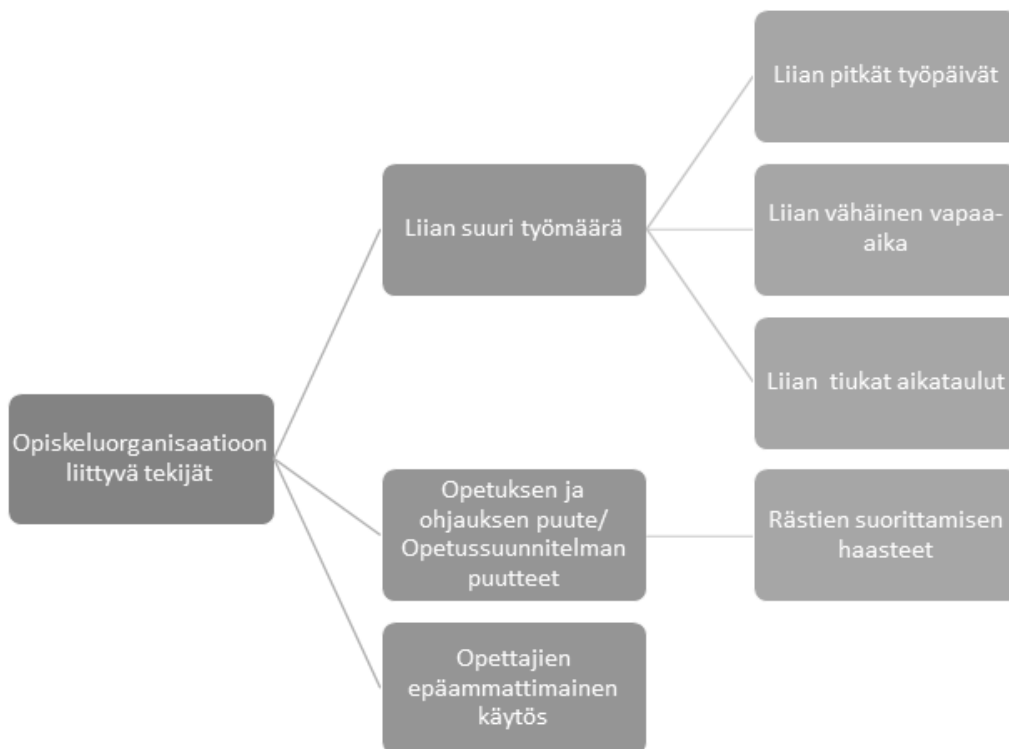 Liian pitkät työpäivät
Liian suuri työmäärä
Liian vähäinen vapaa-
aika
Liian  tiukat aikataulut
Opiskeluorganisaatioon
liittyvä tekijät
Opetuksen ja
ohjauksen puute/
Opetussuunnitelman
puutteet
Rästien suorittamisen
haasteet
Opettajien
epäammattimainen
käytös